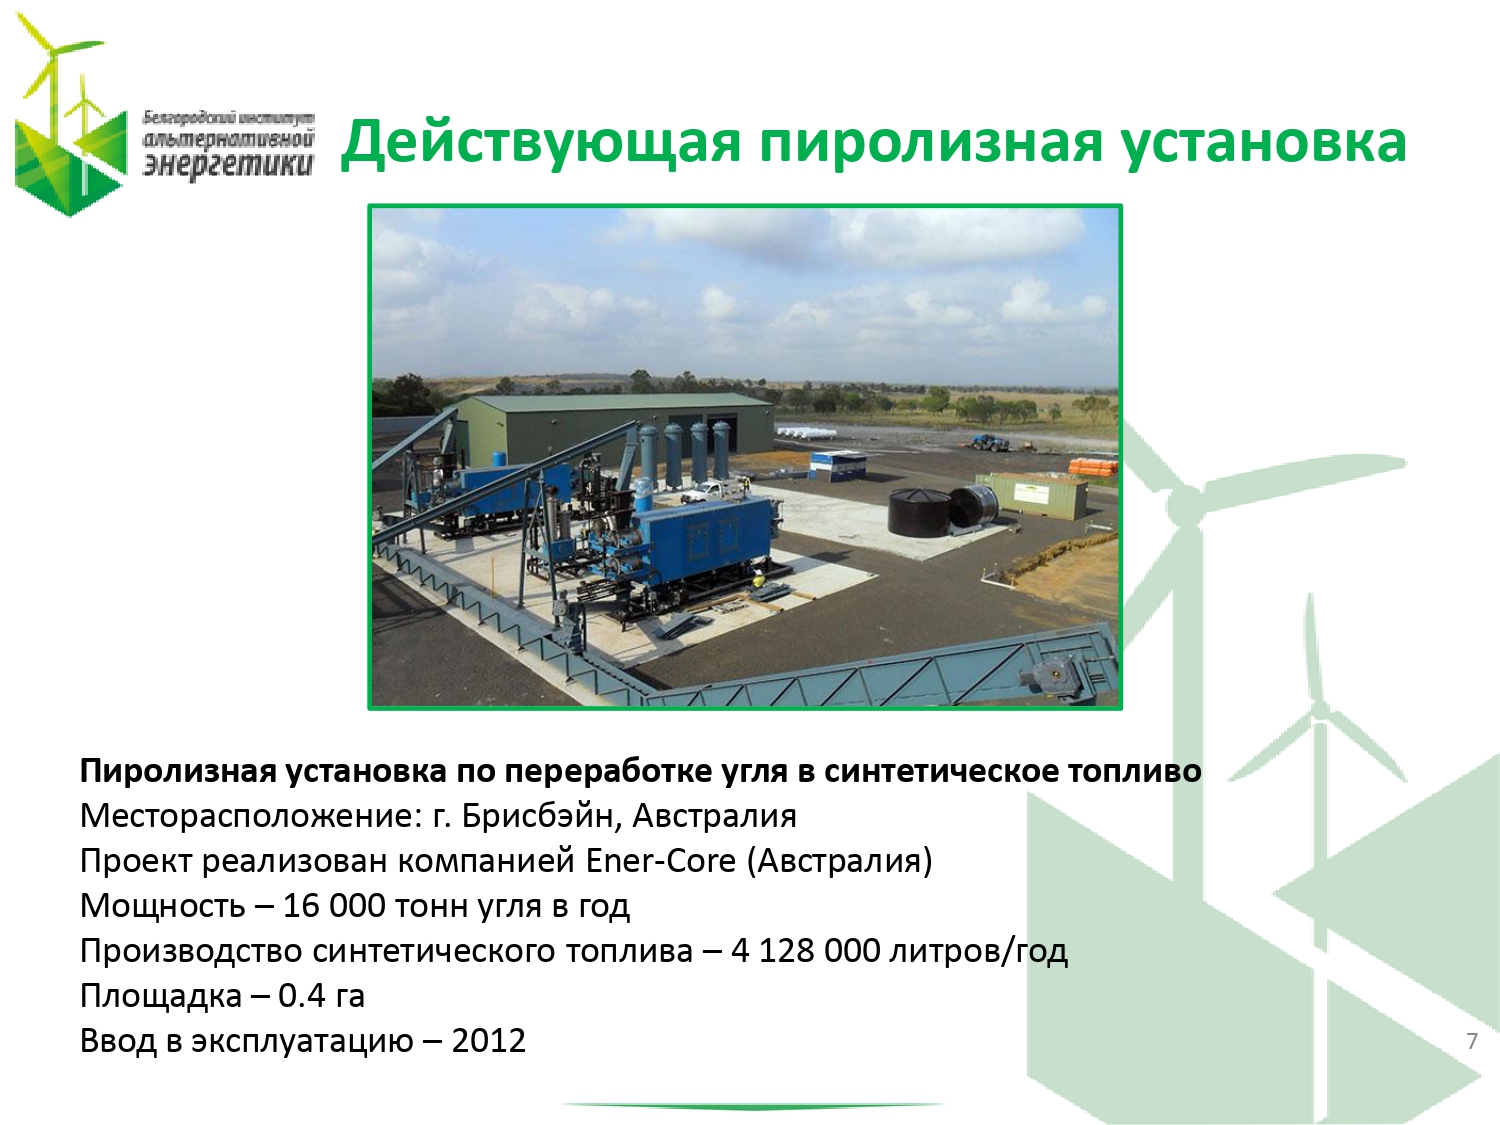 Белгородский институт
альтернативной
энергетики
Действующая пиролизная установка
Пиролизная установка по переработке угля в синтетическое топливо
Месторасположение: г. Брисбэйн, Австралия
Проект реализован компанией Ener-Core (Австралия)
Мощность – 16 000 тонн угля в год
Производство синтетического топлива – 4 128 000 литров/год
Площадка – 0.4 га
Ввод в эксплуатацию – 2012
7